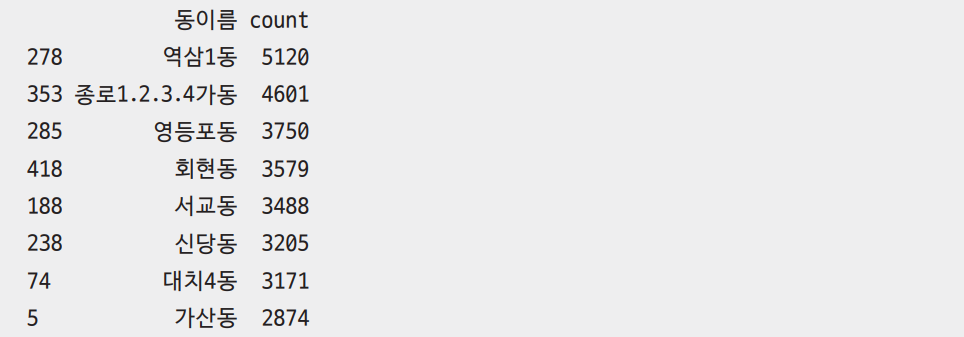 동이름 count
278 역삼1동 5120
353 종로1.2.3.4가동 4601
285 영등포동 3750
418 회현동 3579
188 서교동 3488
238 신당동 3205
74 대치4동 3171
5 가산동 2874